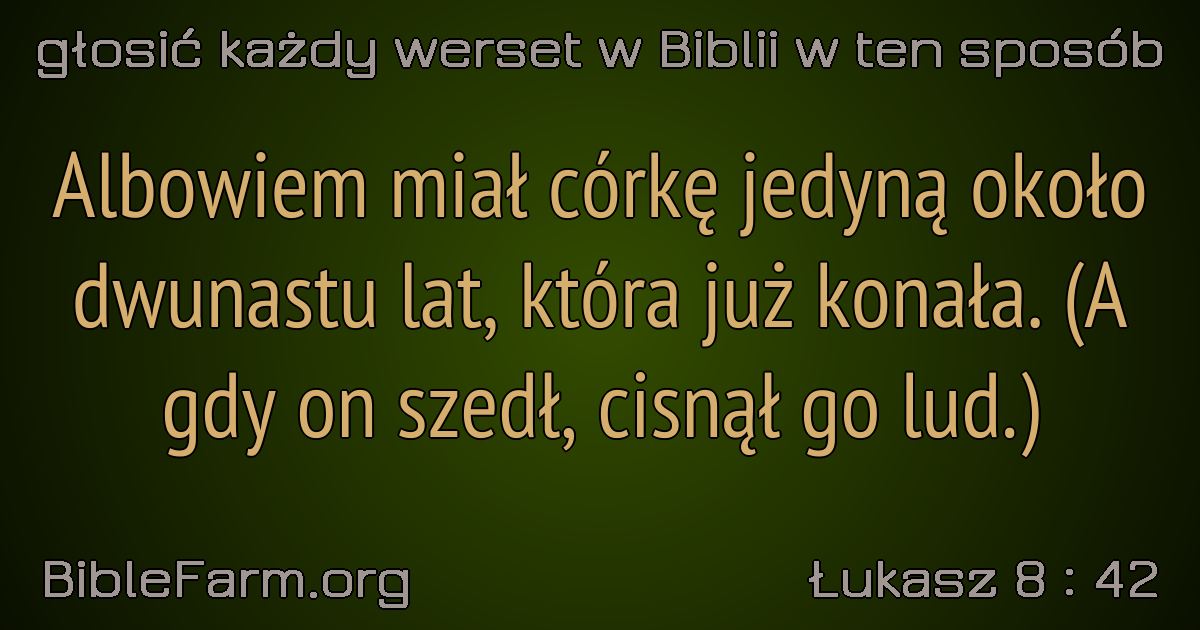 głosić każdy werset w Biblii w ten sposób
Albowiem miał córkę jedyną około
dwunastu lat, która już konała. (A
gdy on szedł, cisnął go lud.)
BibleFarm.org
Łukasz 8 : 42